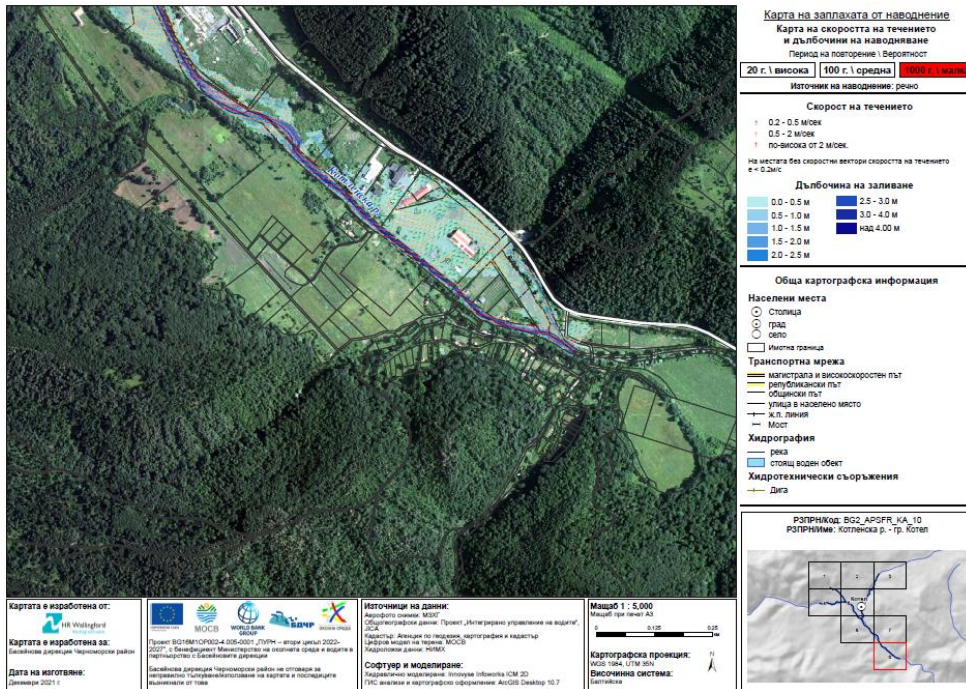 Карта на заплахата от наводнение
Карта на скоростта на течението
и дълбочини на наводняване
Период на повторение \ Вероятност
20 г. \ висока
100 г. \ средна
1000 г. \ малка
Източник на наводнение: речно
Скорост на течението
0.2 - 0.5 м/сек
0.5 - 2 м/сек
по-висока от 2 м/сек.
На местата без скоростни вектори скоростта на течението
е < 0.2м/с
Дълбочина на заливане
0.0 - 0.5 м
0.5 - 1.0 м
1.0 - 1.5 м
1.5 - 2.0 м
2.0 - 2.5 м
2.5 - 3.0 м
3.0 - 4.0 м
над 4.00 м
Обща картографска информация
Населени места
Столица
град
село
Имотна граница
Транспортна мрежа
магистрала и високоскоростен път
републикански път
общински път
улица в населено място
ж.п. линия
Мост
Хидрография
река
стоящ воден обект
Хидротехнически съоръжения
Дига
РЗПРН/Код: BG2_APSFR_KA_10
РЗПРН/Име: Котленска р. - гр. Котел
Котел
Картата е изработена от:
HR Wallingford
Картата е изработена за:
Басейнова дирекция Черноморски район
Дата на изготвяне:
Декември 2021 г.
МОСВ
WORLD BANK
GROUP
БДЧР
Проект BG16M1OP002-4.005-0001 „ПУРН – втори цикъл 2022-
2027", с бенефициент Министерство на околната среда и водите в
партньорство с Басейновите дирекции
Басейнова дирекция Черноморски район не отговаря за
неправилно тълкуване/използване на картата и последиците
възникнали от това
Източници на данни:
Аерофото снимки: МЗХГ
Общогеографски данни: Проект „Интегрирано управление на водите",
Кадастър: Агенция по геодезия, картография и кадастър
Цифров модел на терена: МОСВ
Хидроложки данни: НИМХ
Софтуер и моделиране:
Хидравлично моделиране: Innovyse Infoworks ICM 2D
ГИС анализи и картографско оформление: ArcGIS Desktop 10.7
Мащаб 1 : 5,000
Мащаб при печат А3
0 0.125 0.25
Картографска проекция:
WGS 1984, UTM 35N
Височинна система:
Балтийска
N